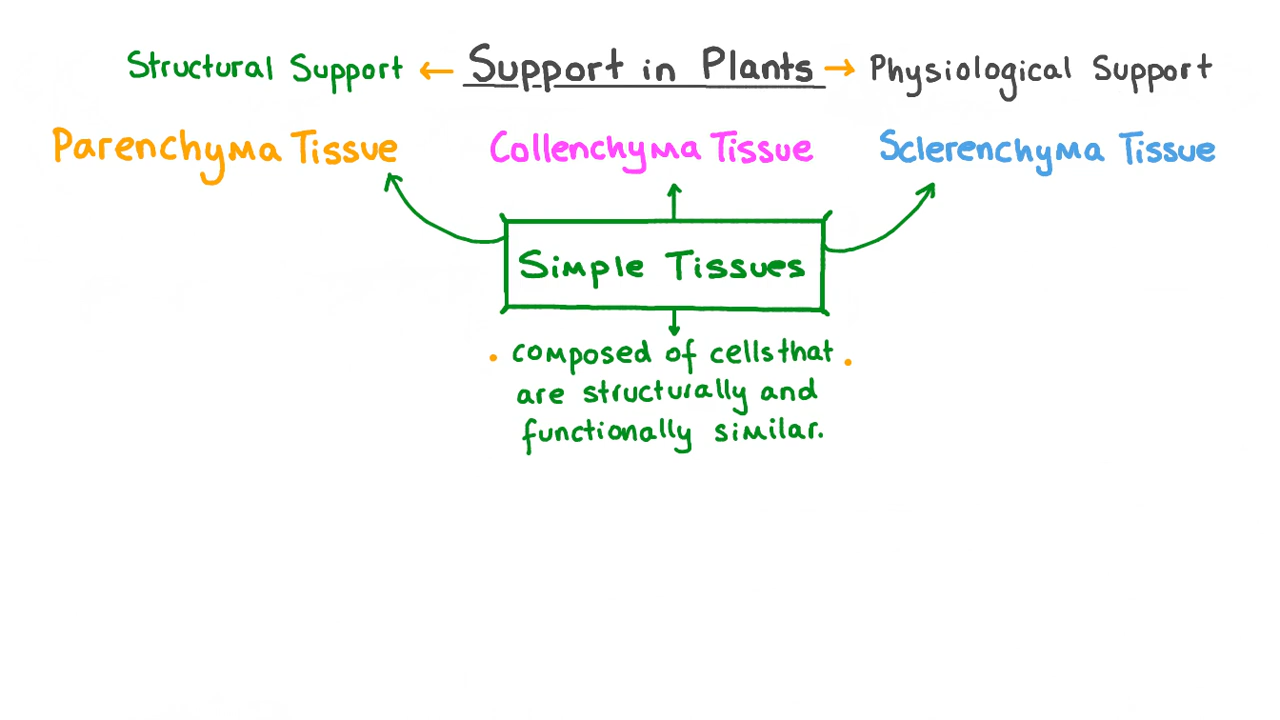 Structural Support ← Support in Plants → Physiological Support
Parenchyma Tissue Collenchyma Tissue Sclerenchyma Tissue
Simple Tissues
• composed of cells that •
are structurally and
functionally similar.